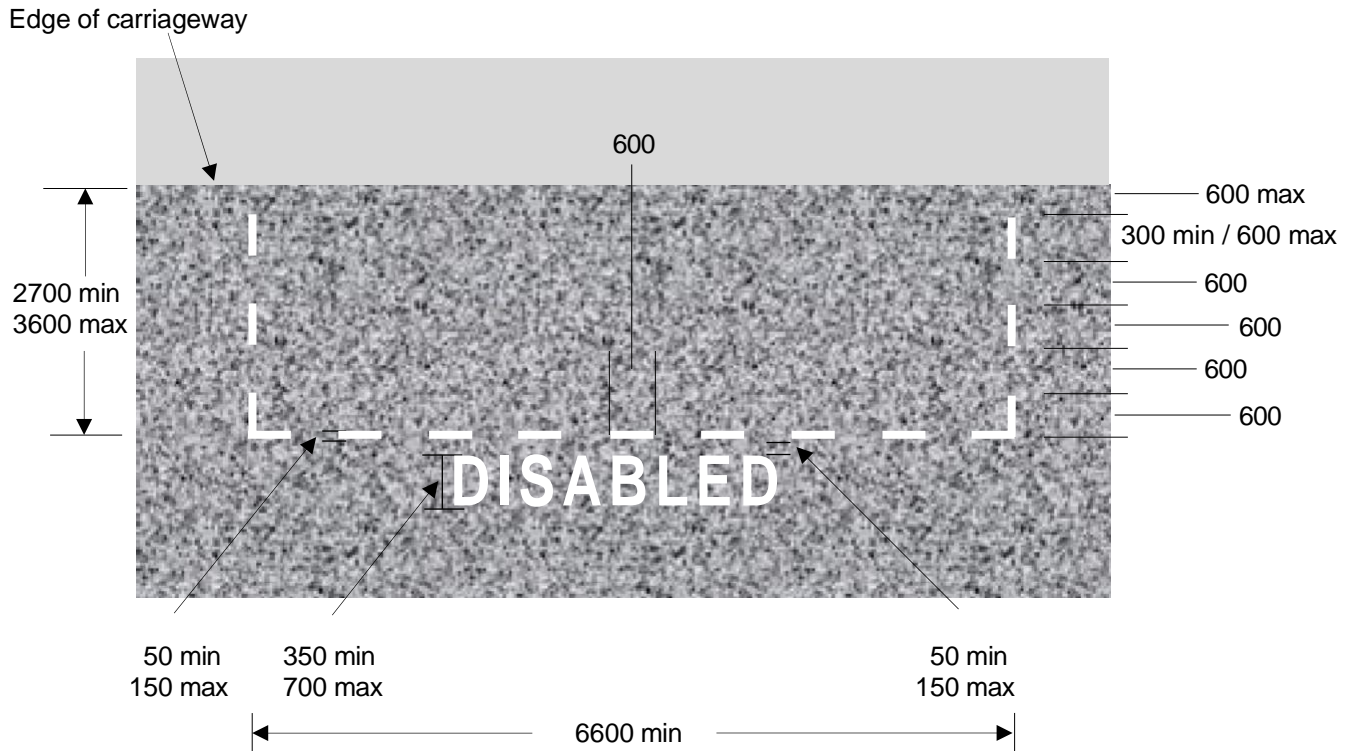 Edge of carriageway
600
600 max
300 min / 600 max
2700 min
3600 max
600
600
600
600
DISABLED
50 min
150 max
350 min
700 max
50 min
150 max
6600 min